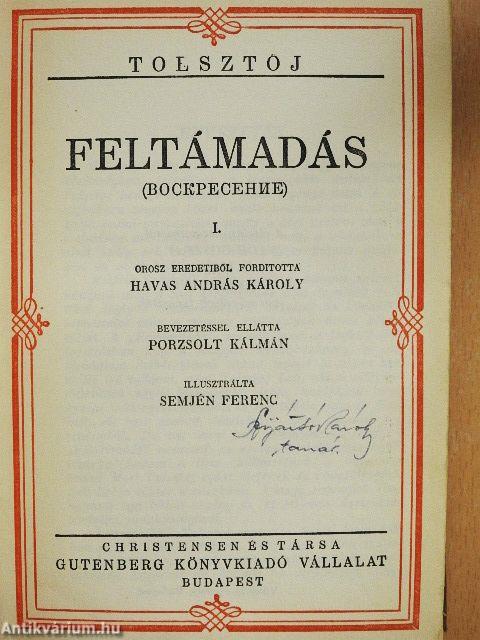 TOLSZTOJ
FELTÁMADÁS
(ВОСКРЕСЕНИЕ)
I.
OROSZ EREDETIBŐL FORDITOTTA
HAVAS ANDRÁS KÁROLY
BEVEZETÉSSEL ELLÁTTA
PORZSOLT KÁLMÁN
ILLUSZTRÁLTA
SEMJÉN FERENC
Károly
tanár.
CHRISTENSEN ÉS TÁRSA
GUTENBERG KÖNYVKIADÓ VÁLLALAT
BUDAPEST
Antikvárium.hu